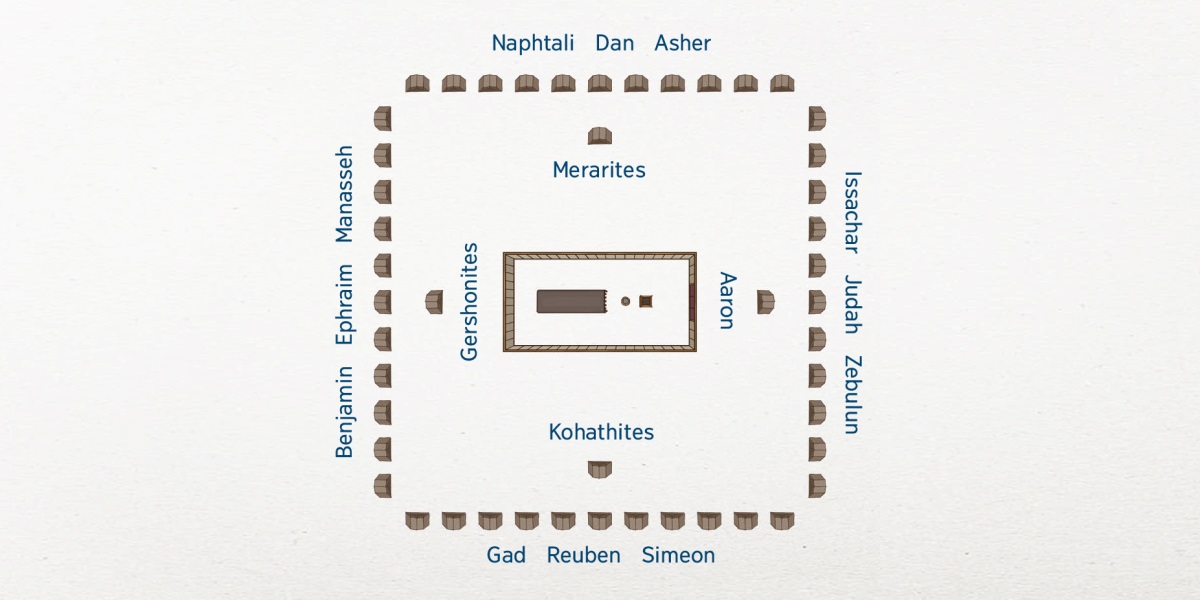 Naphtali Dan Asher
Merarites
Manasseh
Ephraim
Benjamin
Gershonites
Aaron
Issachar
Judah
Zebulun
Kohathites
Gad Reuben Simeon